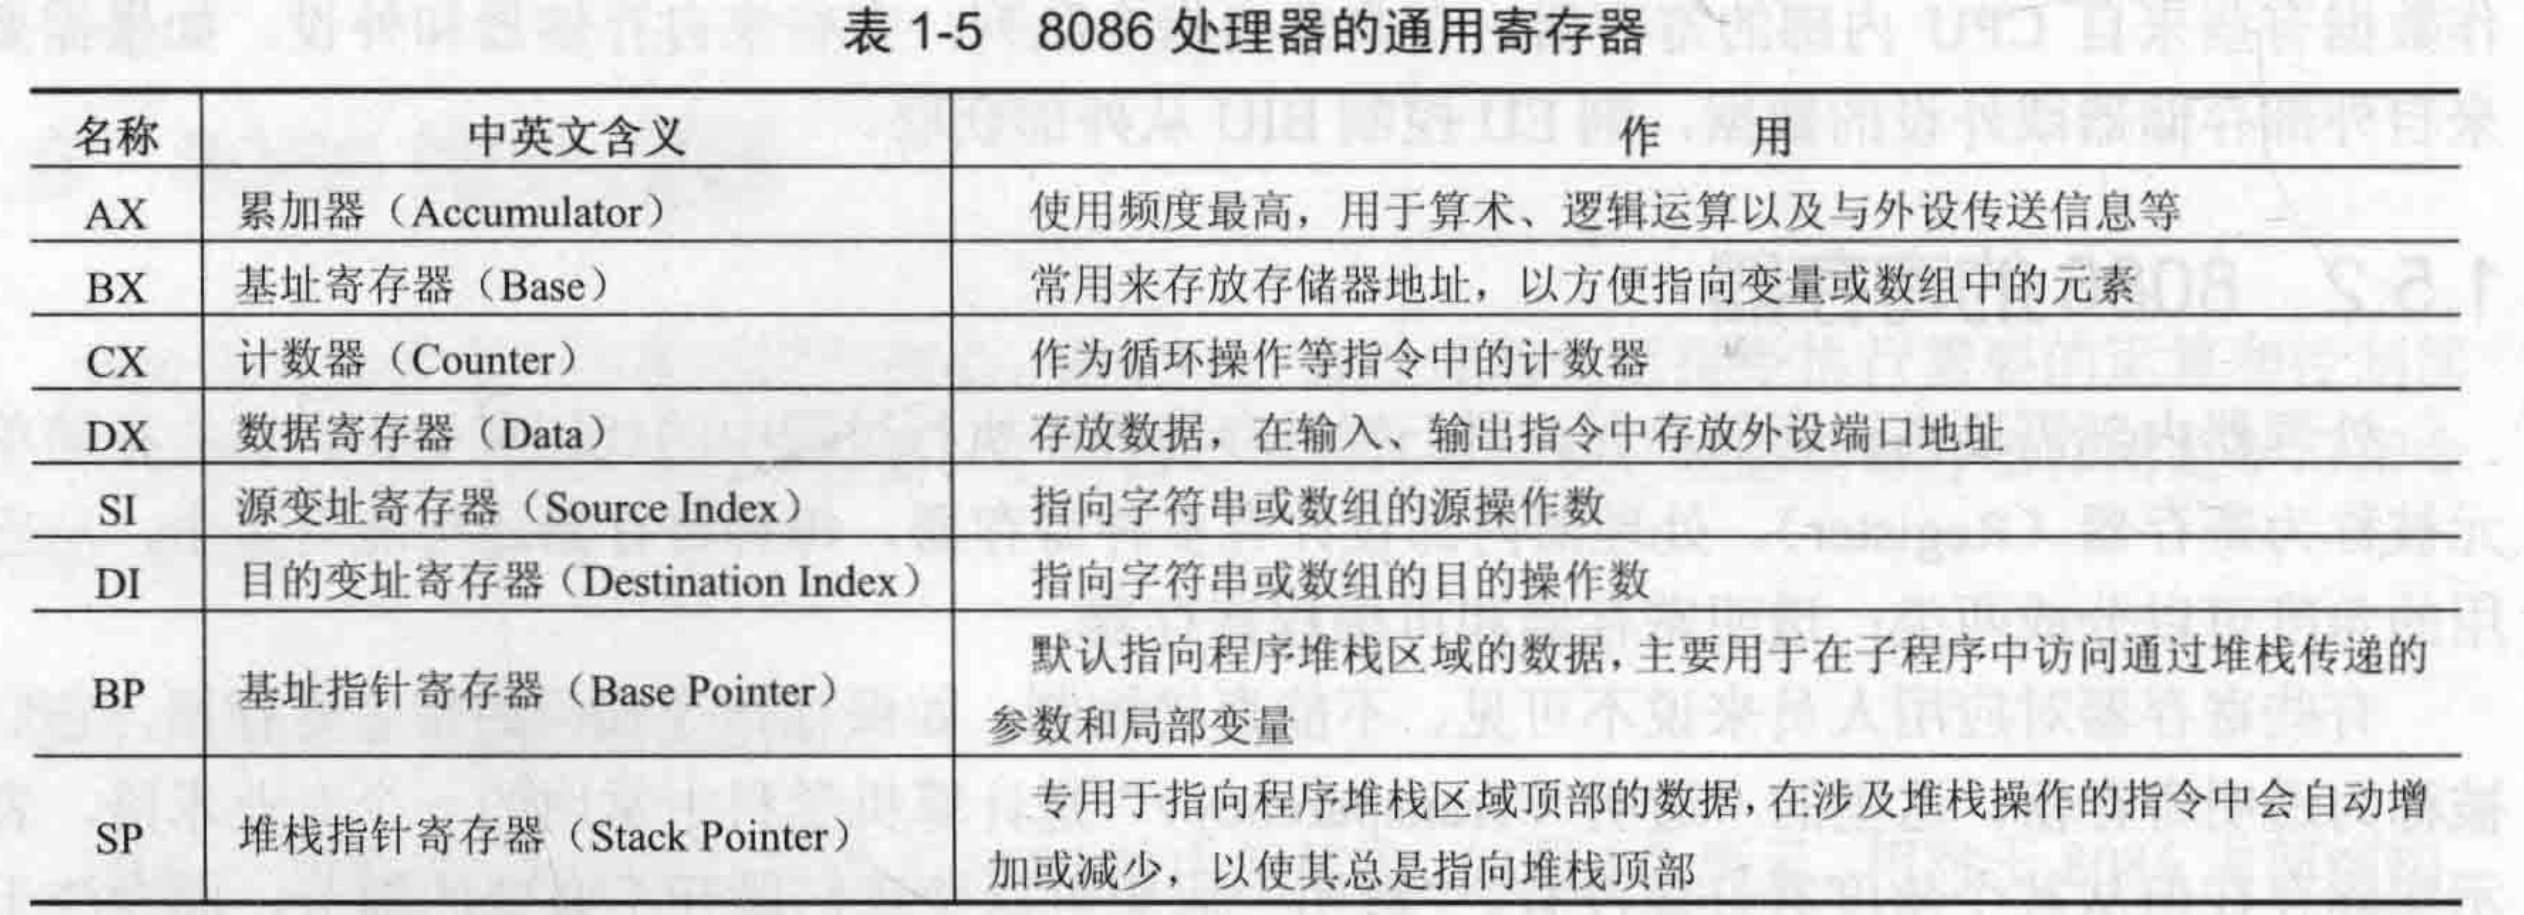 表 1-5 8086 处理器的通用寄存器
名称 中英文含义 作 用
AX 累加器（Accumulator） 使用频度最高，用于算术、逻辑运算以及与外设传送信息等
BX 基址寄存器（Base） 常用来存放存储器地址，以方便指向变量或数组中的元素
CX 计数器（Counter） 作为循环操作等指令中的计数器
DX 数据寄存器（Data） 存放数据，在输入、输出指令中存放外设端口地址
SI 源变址寄存器（Source Index） 指向字符串或数组的源操作数
DI 目的变址寄存器（Destination Index） 指向字符串或数组的目的操作数
BP 基址指针寄存器（Base Pointer） 默认指向程序堆栈区域的数据，主要用于在子程序中访问通过堆栈传递的
参数和局部变量
SP 堆栈指针寄存器（Stack Pointer） 专用于指向程序堆栈区域顶部的数据，在涉及堆栈操作的指令中会自动增
加或减少，以使其总是指向堆栈顶部